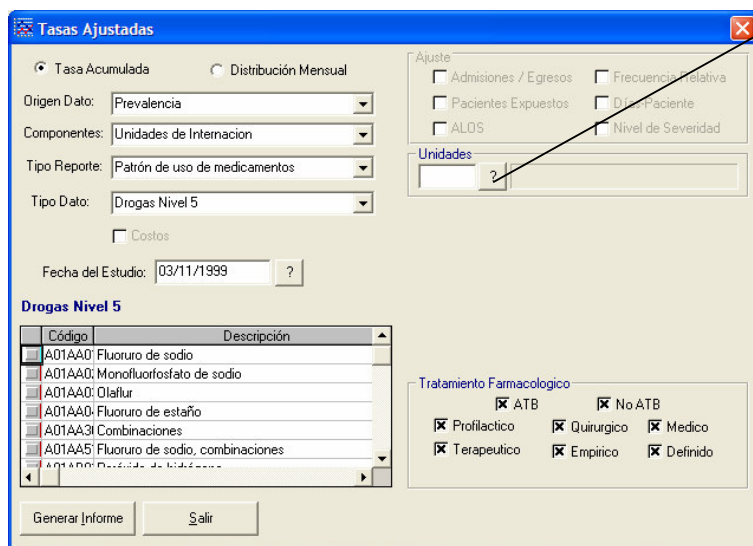 Tasas Ajustadas
Tasa Acumulada
Distribución Mensual
Origen Dato: Prevalencia
Componentes: Unidades de Internacion
Tipo Reporte: Patrón de uso de medicamentos
Tipo Dato: Drogas Nivel 5
Costos
Fecha del Estudio: 03/11/1999 ?
Ajuste
Admisiones / Egresos Frecuencia Relativa
Pacientes Expuestos Días-Paciente
ALOS Nivel de Severidad
Unidades
?
Drogas Nivel 5
Código Descripción
Fluoruro de sodio
Monofluorfosfato de sodio
Olaflur
Fluoruro de estaño
Combinaciones
Fluoruro de sodio, combinaciones
Tratamiento Farmacologico
ATB No ATB
Profilactico Quirurgico Medico
Terapeutico Empirico Definido
Generar Informe Salir